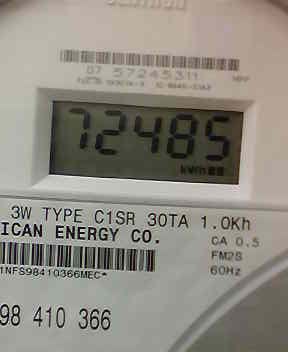 07 57245311
72485
kWh
3W TYPE C1SR 30TA 1.0Kh
ICAN ENERGY CO.
CA 0.5
FM2S
60Hz
1NFS98410366MEC*
98 410 366